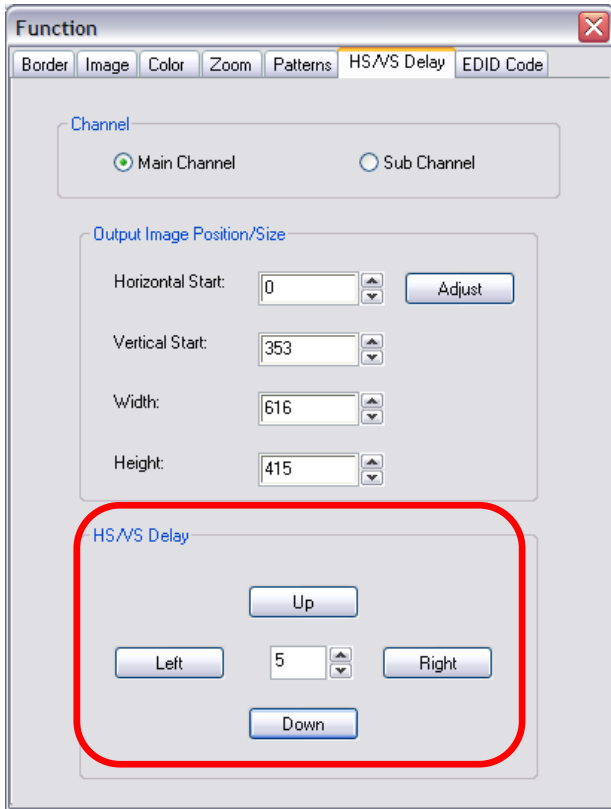 Function
Border Image Color Zoom Patterns HS/VS Delay EDID Code
Channel
Main Channel Sub Channel
Output Image Position/Size
Horizontal Start: 0 Adjust
Vertical Start: 353
Width: 616
Height: 415
HS/VS Delay
Up
Left 5 Right
Down